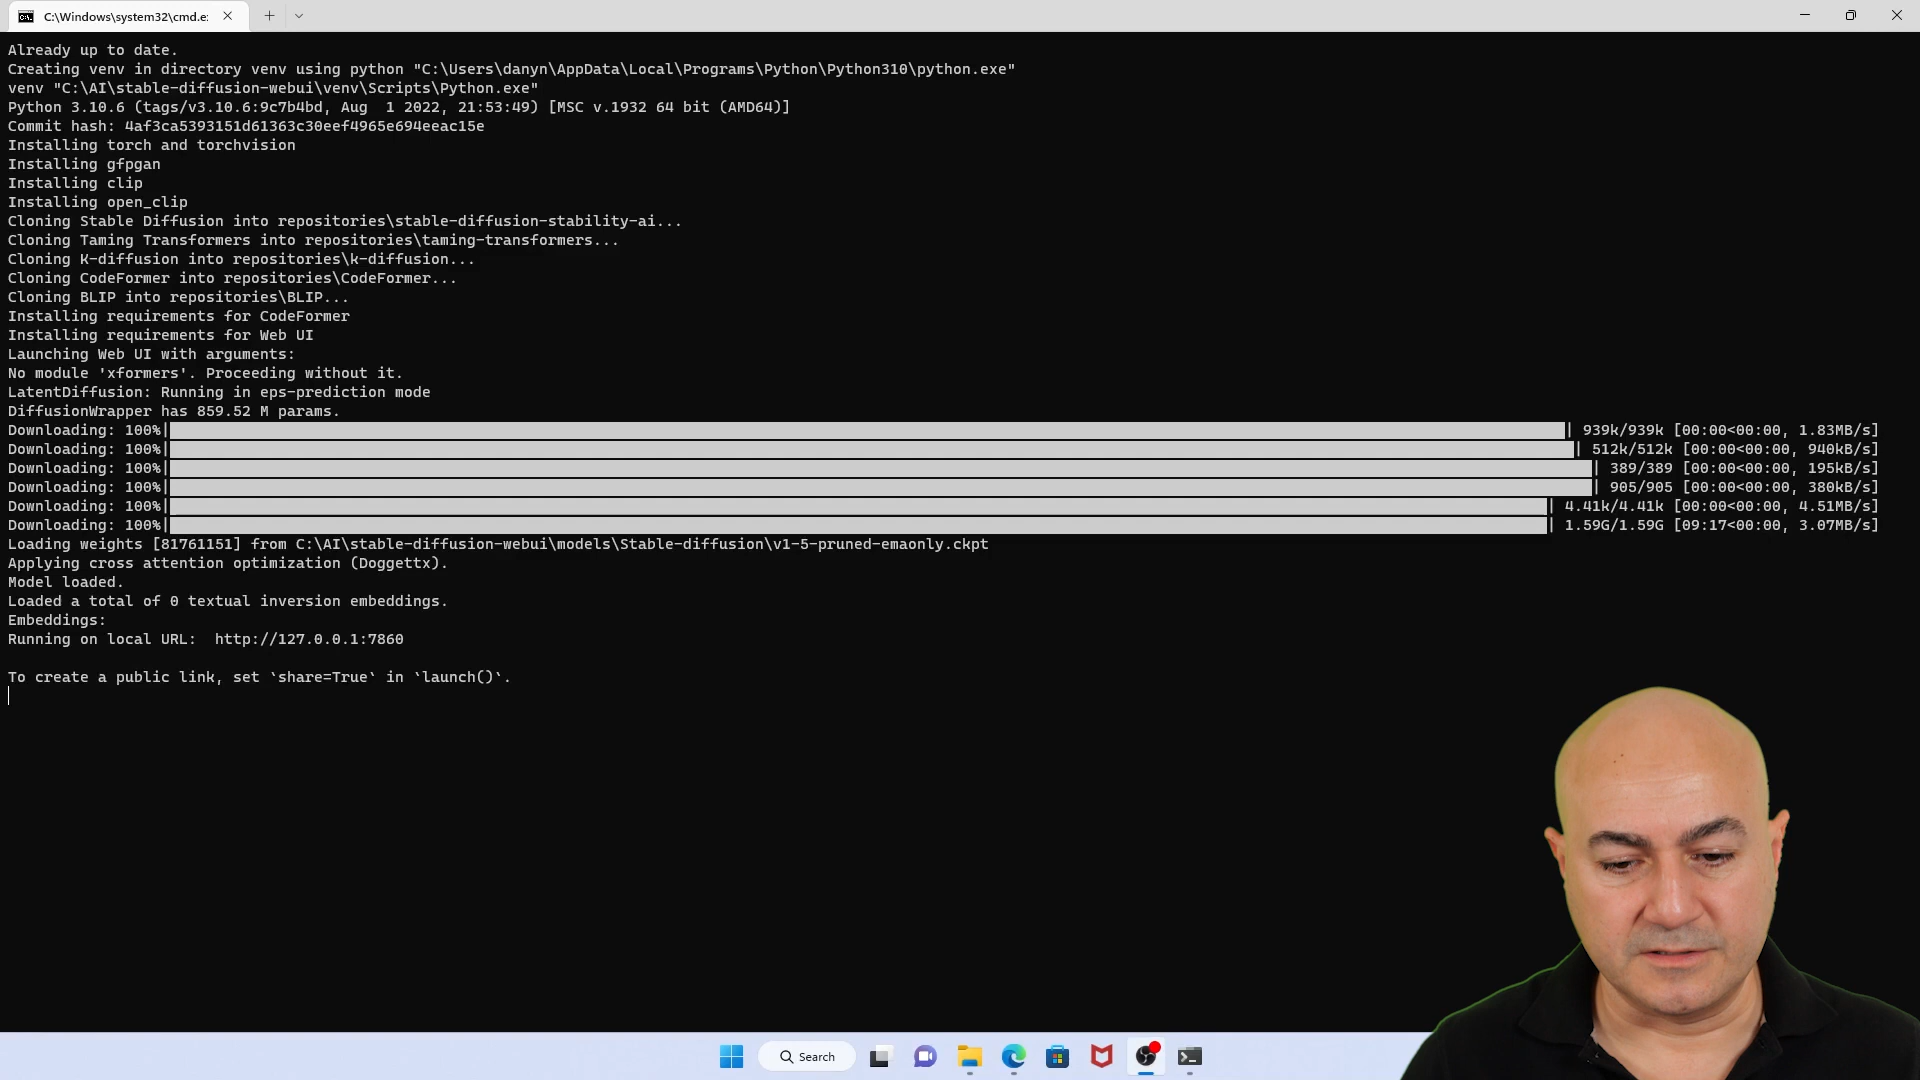 C:\Windows\system32\cmd.e:
Already up to date.
Creating venv in directory venv using python "C:\Users\danyn\AppData\Local\Programs\Python\Python310\python.exe"
venv "C:\AI\stable-diffusion-webui\venv\Scripts\Python.exe"
Python 3.10.6 (tags/v3.10.6:9c7b4bd, Aug  1 2022, 21:53:49) [MSC v.1932 64 bit (AMD64)]
Commit hash: 4af3ca5393151d61363c30eef4965e694eeac15e
Installing torch and torchvision
Installing gfpgan
Installing clip
Installing open_clip
Cloning Stable Diffusion into repositories\stable-diffusion-stability-ai...
Cloning Taming Transformers into repositories\taming-transformers...
Cloning K-diffusion into repositories\k-diffusion...
Cloning CodeFormer into repositories\CodeFormer...
Cloning BLIP into repositories\BLIP...
Installing requirements for CodeFormer
Installing requirements for Web UI
Launching Web UI with arguments:
No module 'xformers'. Proceeding without it.
LatentDiffusion: Running in eps-prediction mode
DiffusionWrapper has 859.52 M params.
Downloading: 100%| | 939k/939k [00:00<00:00, 1.83MB/s]
Downloading: 100%| | 512k/512k [00:00<00:00, 940kB/s]
Downloading: 100%| | 389/389 [00:00<00:00, 195kB/s]
Downloading: 100%| | 905/905 [00:00<00:00, 380kB/s]
Downloading: 100%| | 4.41k/4.41k [00:00<00:00, 4.51MB/s]
Downloading: 100%| | 1.59G/1.59G [09:17<00:00, 3.07MB/s]
Loading weights [81761151] from C:\AI\stable-diffusion-webui\models\Stable-diffusion\v1-5-pruned-emaonly.ckpt
Applying cross attention optimization (Doggettx).
Model loaded.
Loaded a total of 0 textual inversion embeddings.
Embeddings:
Running on local URL:  http://127.0.0.1:7860
To create a public link, set `share=True` in `launch()`.
Search